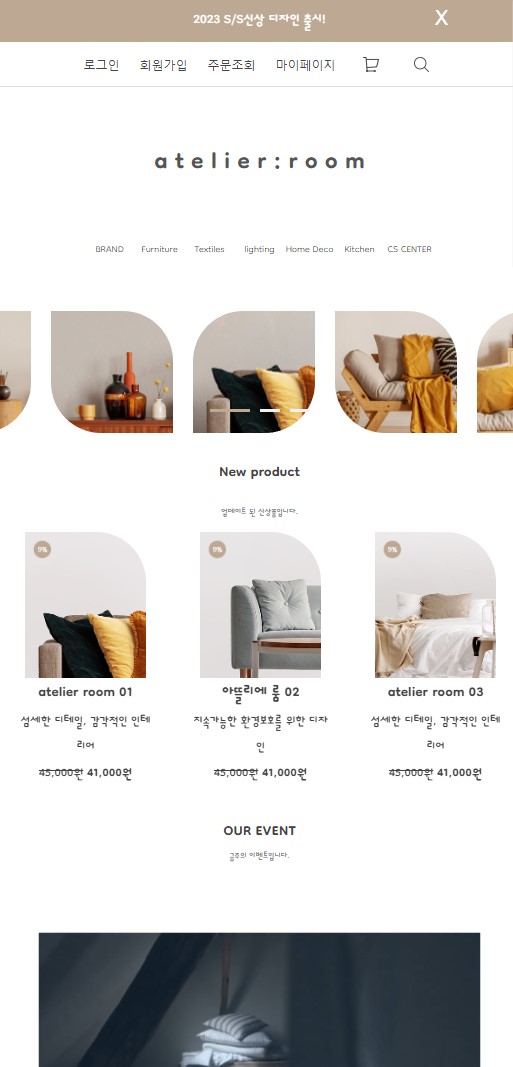 2023 S/S신상 디자인 출시!
X
로그인 회원가입 주문조회 마이페이지
atelier:room
BRAND Furniture Textiles lighting Home Deco Kitchen CS CENTER
New product
업데이트 된 신상품입니다.
9% 9% 9%
atelier room 01
섬세한 디테일, 감각적인 인테
리어
45,000원 41,000원
아뜰리에 룸 02
지속가능한 환경보호를 위한 디자
인
45,000원 41,000원
atelier room 03
섬세한 디테일, 감각적인 인테
리어
45,000원 41,000원
OUR EVENT
금주의 이벤트입니다.